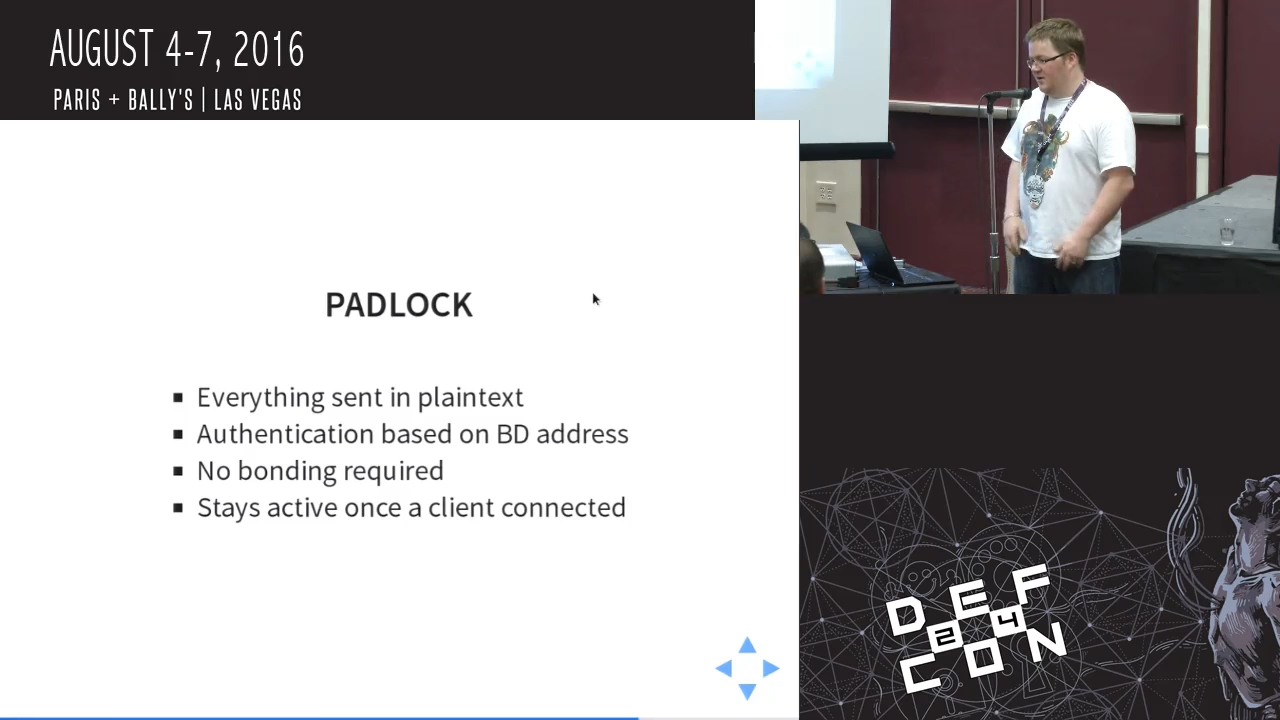 AUGUST 4-7, 2016
PARIS + BALLY'S | LAS VEGAS
PADLOCK
Everything sent in plaintext
Authentication based on BD address
No bonding required
Stays active once a client connected
DEF
24
CON